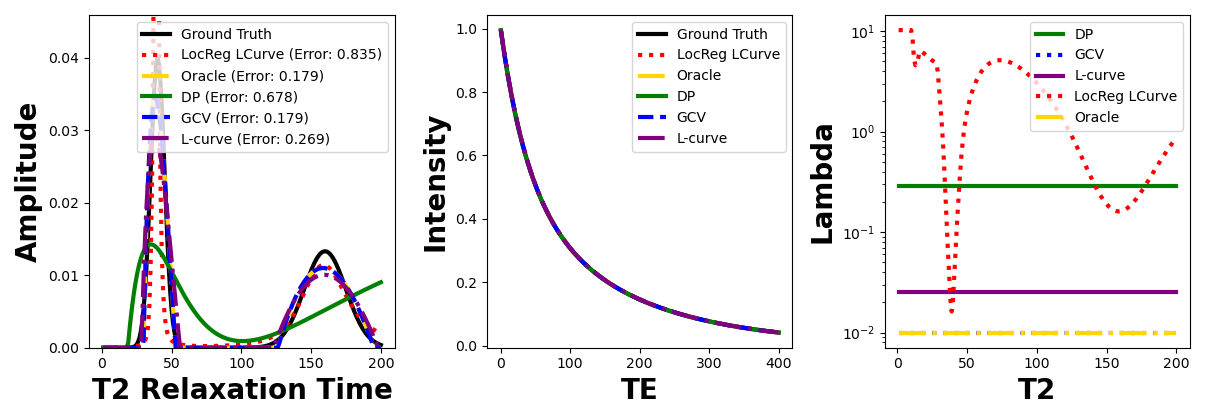 Amplitude
0.04
0.03
0.02
0.01
0.00
0 50 100 150 200
T2 Relaxation Time
Ground Truth
LocReg LCurve (Error: 0.835)
Oracle (Error: 0.179)
DP (Error: 0.678)
GCV (Error: 0.179)
L-curve (Error: 0.269)
Intensity
1.0
0.8
0.6
0.4
0.2
0.0
0 100 200 300 400
TE
Ground Truth
LocReg LCurve
Oracle
DP
GCV
L-curve
Lambda
10¹
10⁰
10⁻¹
10⁻²
0 50 100 150 200
T2
DP
GCV
L-curve
LocReg LCurve
Oracle